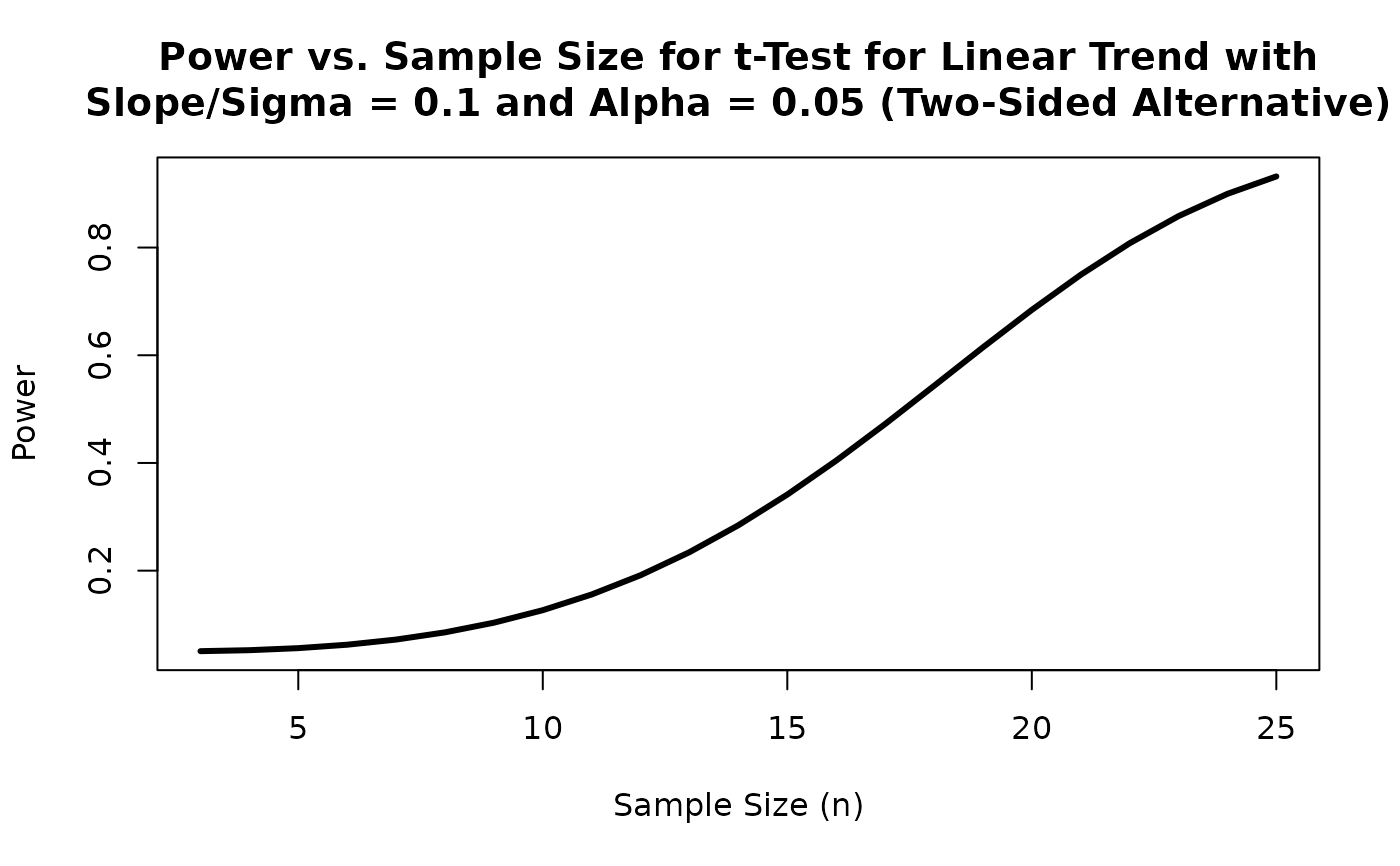 Power vs. Sample Size for t-Test for Linear Trend with
Slope/Sigma = 0.1 and Alpha = 0.05 (Two-Sided Alternative)
Power
0.8
0.6
0.4
0.2
5 10 15 20 25
Sample Size (n)